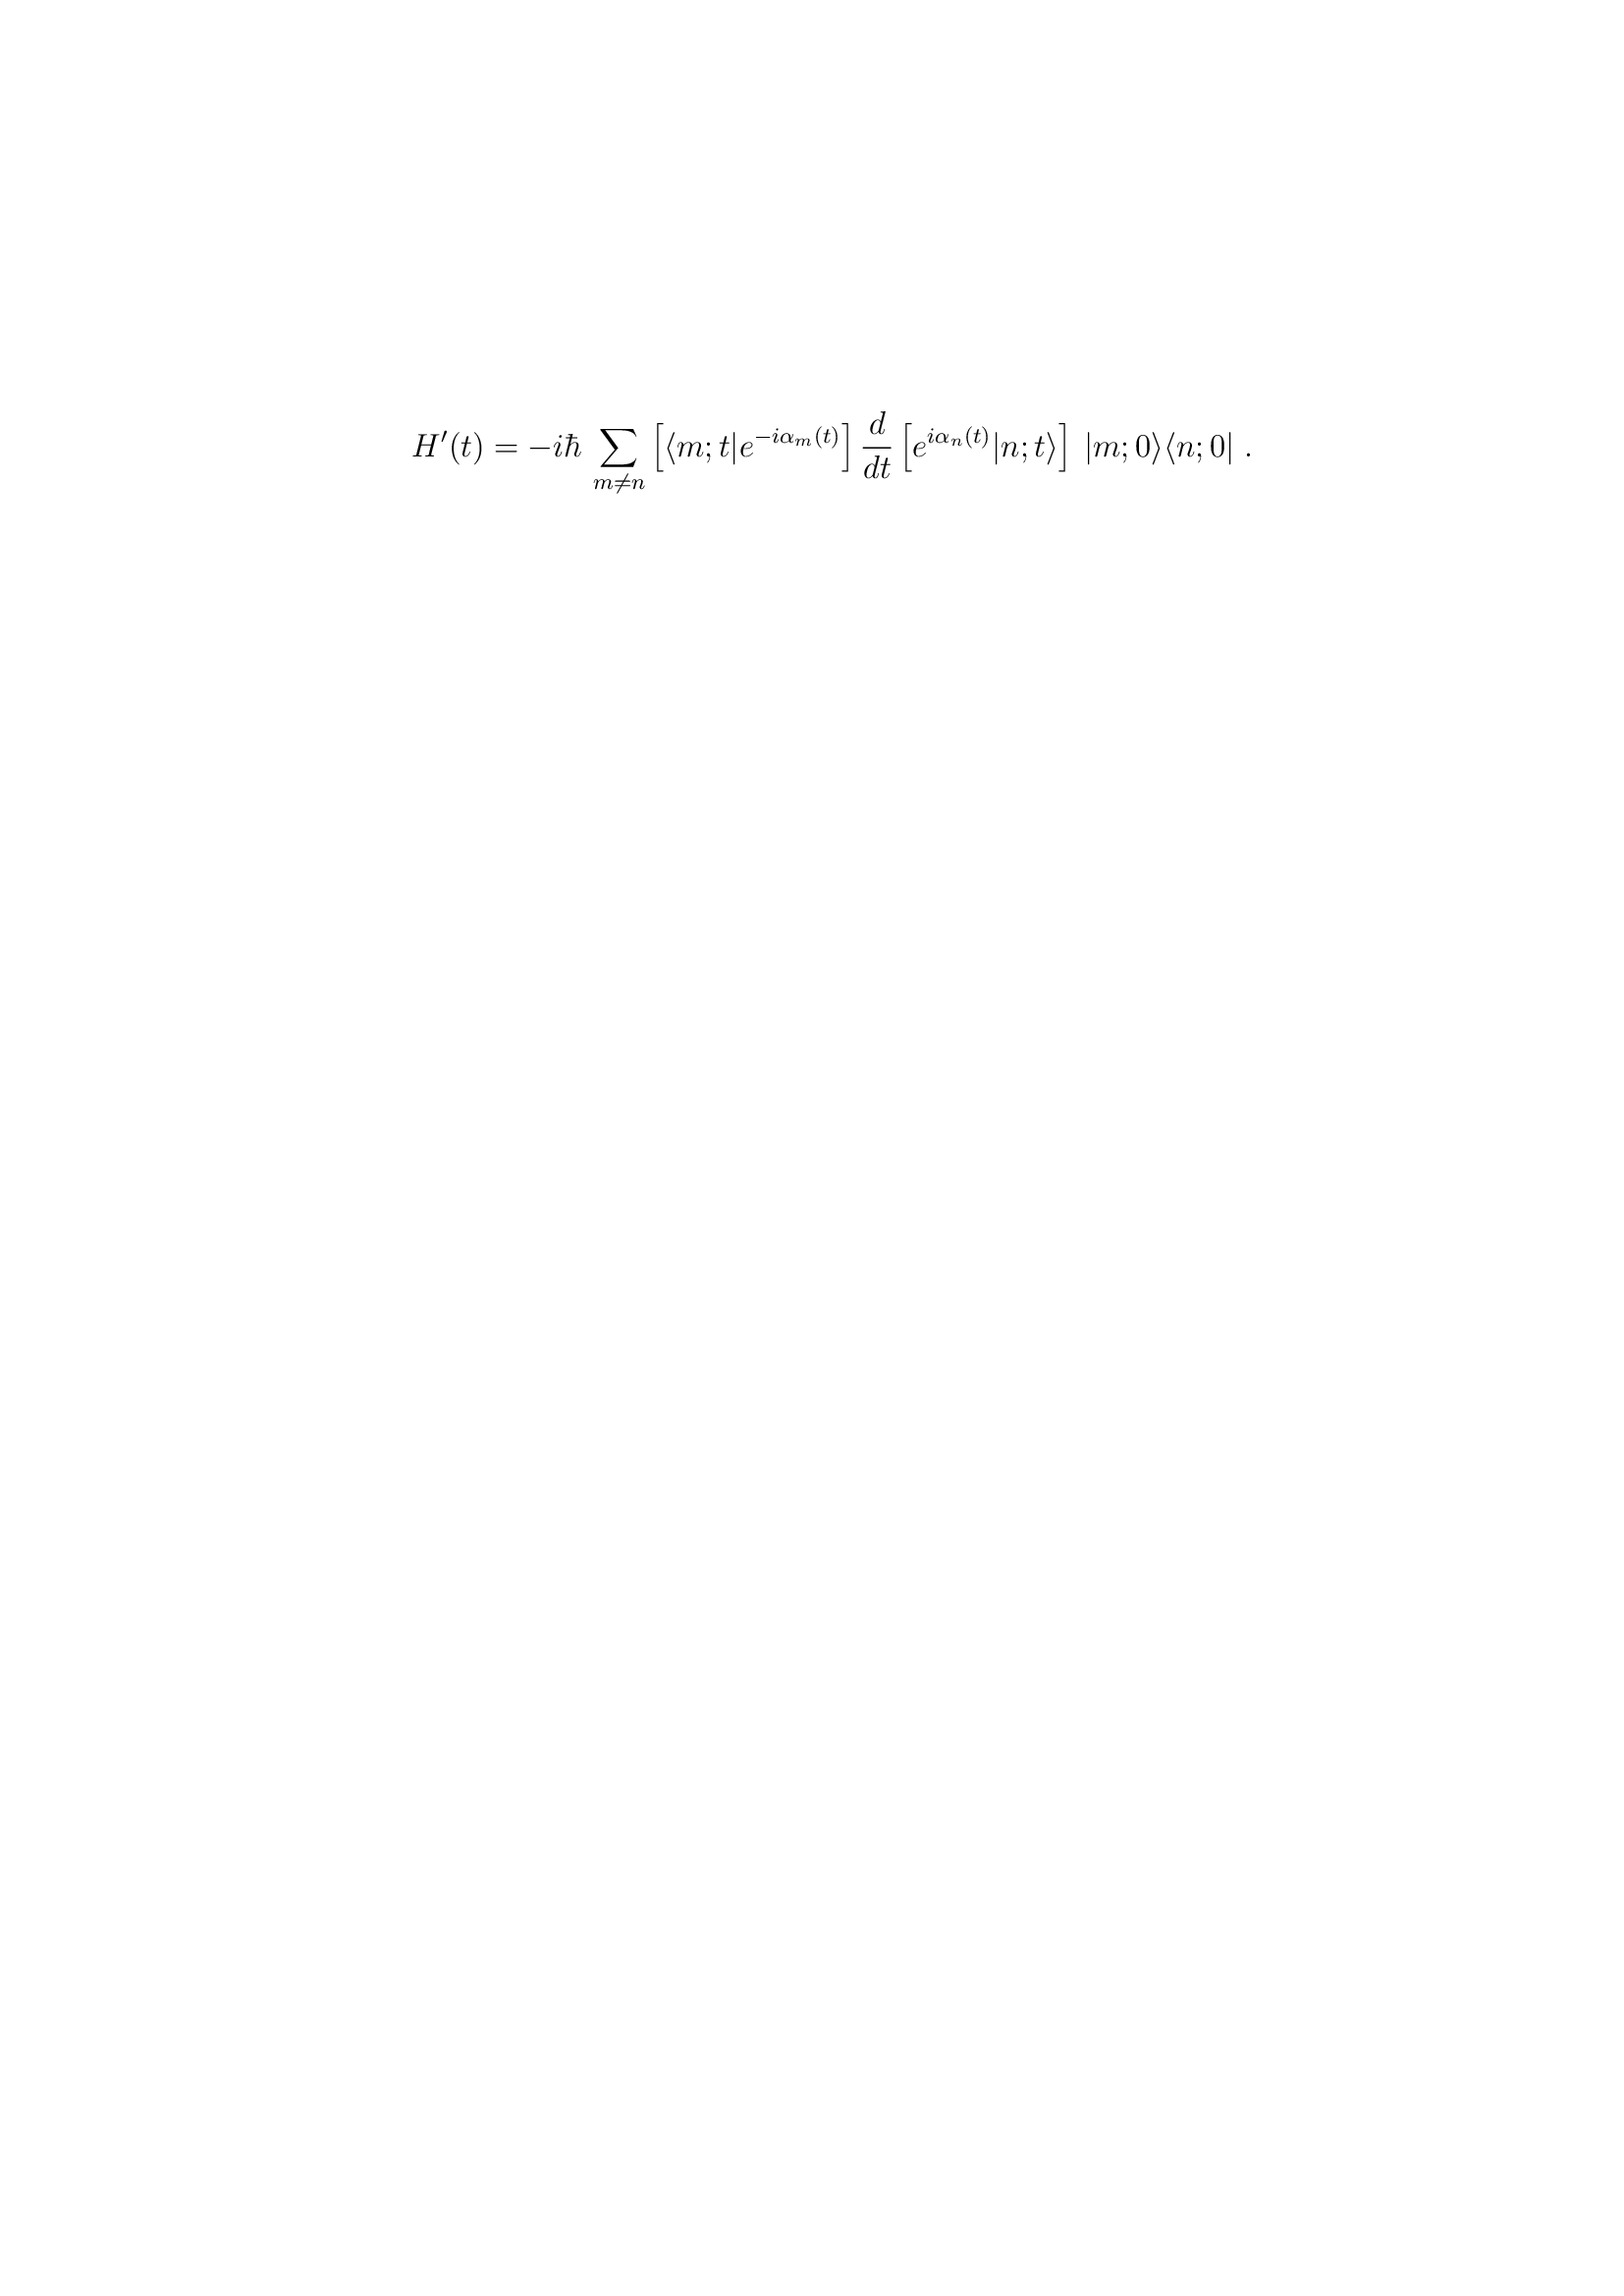 $$H'(t) = -i\hbar \sum_{m \neq n} \left[ \langle m; t| e^{-i\alpha_m(t)} \right] \frac{d}{dt} \left[ e^{i\alpha_n(t)} |n; t\rangle \right] \, |m; 0\rangle\langle n; 0| \ .$$